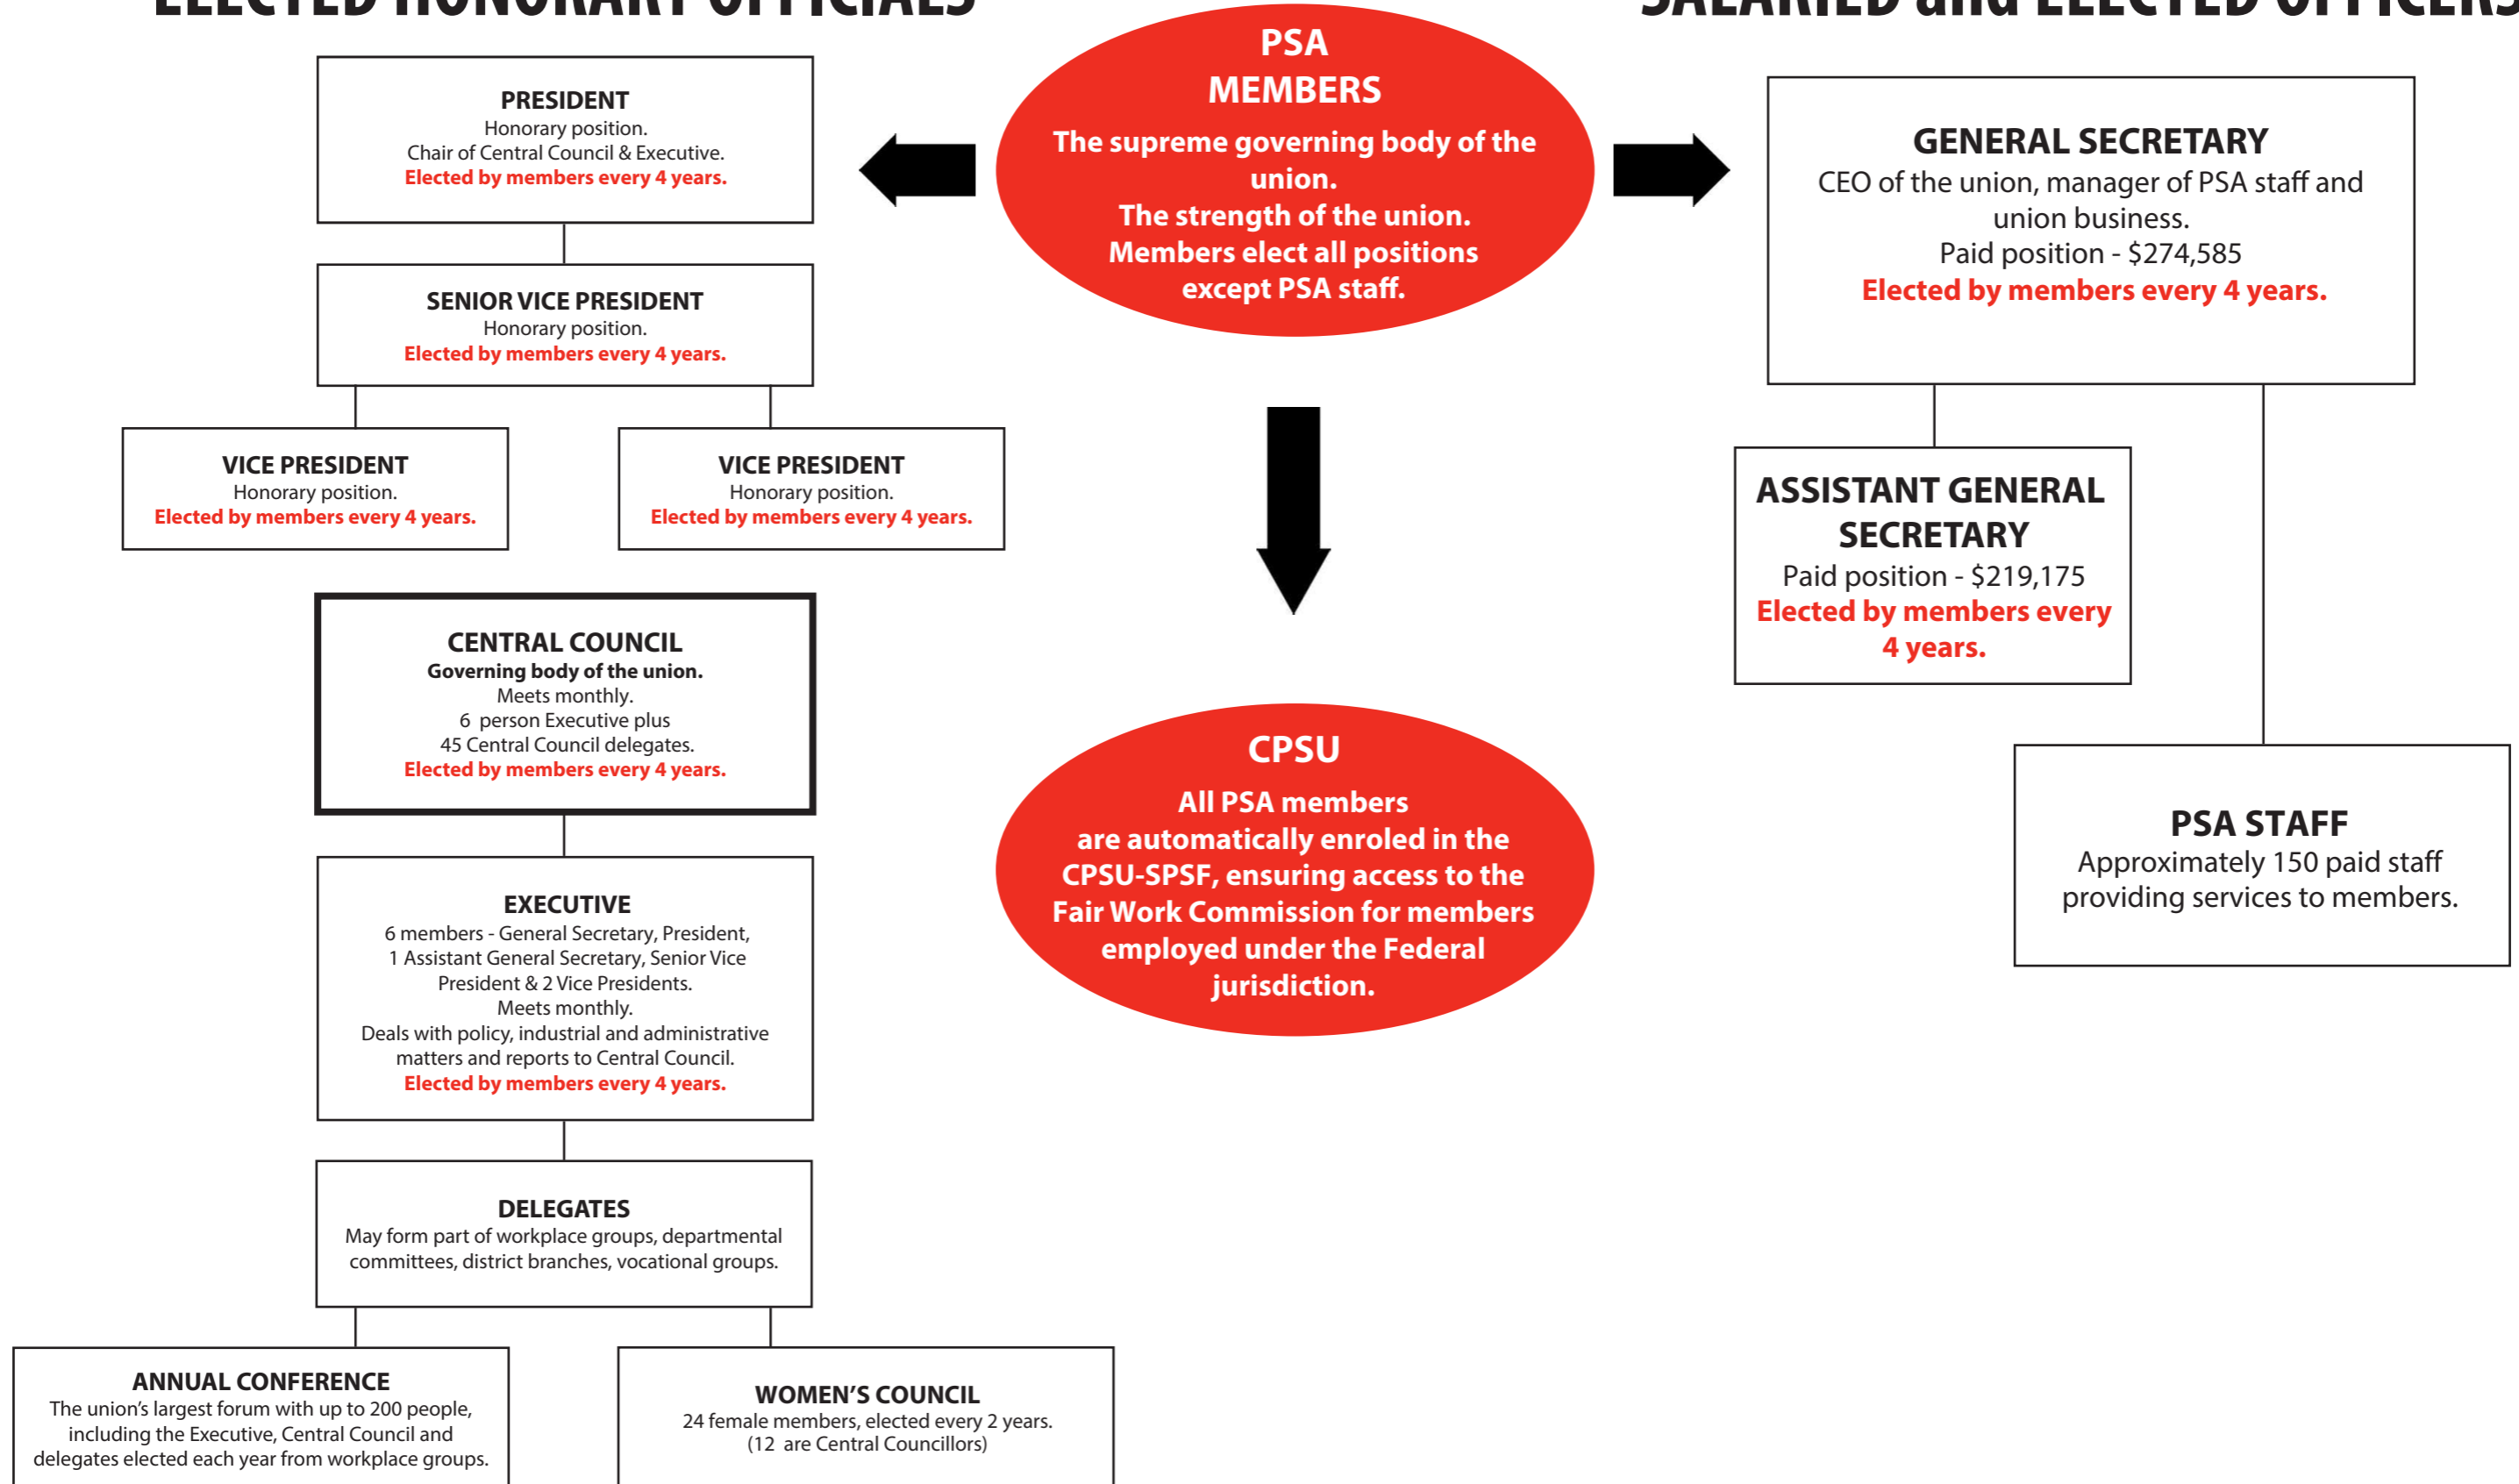 ELECTED HONORARY OFFICIALS
SALARIED and ELECTED OFFICERS
PRESIDENT
Honorary position.
Chair of Central Council & Executive.
Elected by members every 4 years.
SENIOR VICE PRESIDENT
Honorary position.
Elected by members every 4 years.
VICE PRESIDENT
Honorary position.
Elected by members every 4 years.
VICE PRESIDENT
Honorary position.
Elected by members every 4 years.
CENTRAL COUNCIL
Governing body of the union.
Meets monthly.
6 person Executive plus
45 Central Council delegates.
Elected by members every 4 years.
EXECUTIVE
6 members - General Secretary, President,
1 Assistant General Secretary, Senior Vice
President & 2 Vice Presidents.
Meets monthly.
Deals with policy, industrial and administrative
matters and reports to Central Council.
Elected by members every 4 years.
DELEGATES
May form part of workplace groups, departmental
committees, district branches, vocational groups.
ANNUAL CONFERENCE
The union’s largest forum with up to 200 people,
including the Executive, Central Council and
delegates elected each year from workplace groups.
WOMEN’S COUNCIL
24 female members, elected every 2 years.
(12 are Central Councillors)
PSA
MEMBERS
The supreme governing body of the
union.
The strength of the union.
Members elect all positions
except PSA staff.
CPSU
All PSA members
are automatically enroled in the
CPSU-SPSF, ensuring access to the
Fair Work Commission for members
employed under the Federal
jurisdiction.
GENERAL SECRETARY
CEO of the union, manager of PSA staff and
union business.
Paid position - $274,585
Elected by members every 4 years.
ASSISTANT GENERAL
SECRETARY
Paid position - $219,175
Elected by members every
4 years.
PSA STAFF
Approximately 150 paid staff
providing services to members.